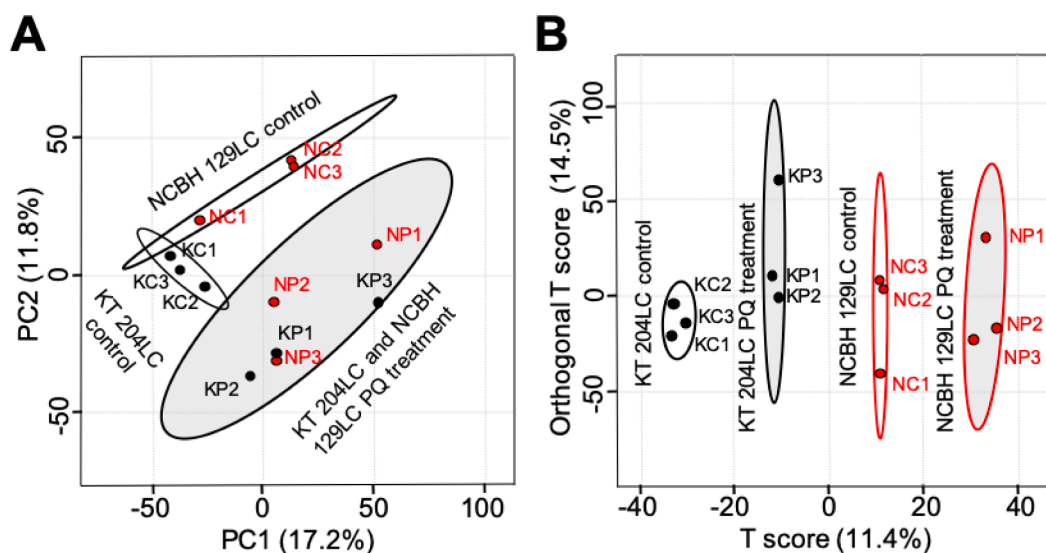 A
NCBH 129LC control
NC2
NC3
NC1
KC1
KC3
KC2
NP1
KP3
NP2
KP1
NP3
KP2
KT 204LC
control
KT 204LC and NCBH
129LC PQ treatment
50
0
-50
PC2 (11.8%)
-50
0
50
100
PC1 (17.2%)
B
100
50
0
-50
Orthogonal T score (14.5%)
KT 204LC control
KC2
KC3
KC1
KT 204LC PQ treatment
KP3
KP1
KP2
NCBH 129LC control
NC3
NC2
NC1
NCBH 129LC PQ treatment
NP1
NP2
NP3
-40
-20
0
20
40
T score (11.4%)